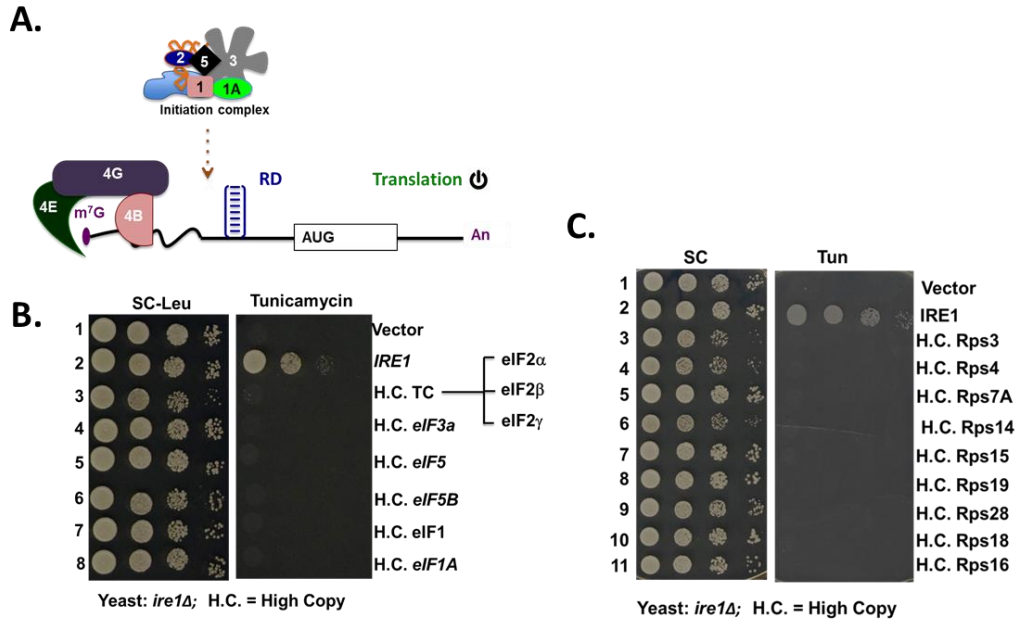 A.
2 5 3
1 1A
Initiation complex
4G
RD
Translation
4E
m⁷G
4B
AUG
An
B.
SC-Leu Tunicamycin
1 Vector
2 IRE1
eIF2α
3 H.C. TC
eIF2β
eIF2γ
4 H.C. eIF3a
5 H.C. eIF5
6 H.C. eIF5B
7 H.C. eIF1
8 H.C. eIF1A
Yeast: ire1Δ; H.C. = High Copy
C.
SC Tun
1 Vector
2 IRE1
3 H.C. Rps3
4 H.C. Rps4
5 H.C. Rps7A
6 H.C. Rps14
7 H.C. Rps15
8 H.C. Rps19
9 H.C. Rps28
10 H.C. Rps18
11 H.C. Rps16
Yeast: ire1Δ; H.C. = High Copy